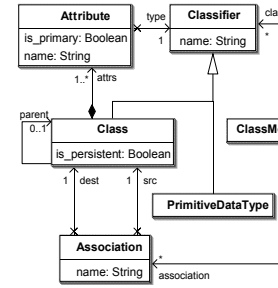 Attribute
is_primary: Boolean
name: String
type
1
Classifier
name: String
cla
*
1..*
attrs
parent
0..1
Class
is_persistent: Boolean
ClassM
1
dest
1
src
PrimitiveDataType
Association
name: String
*
association